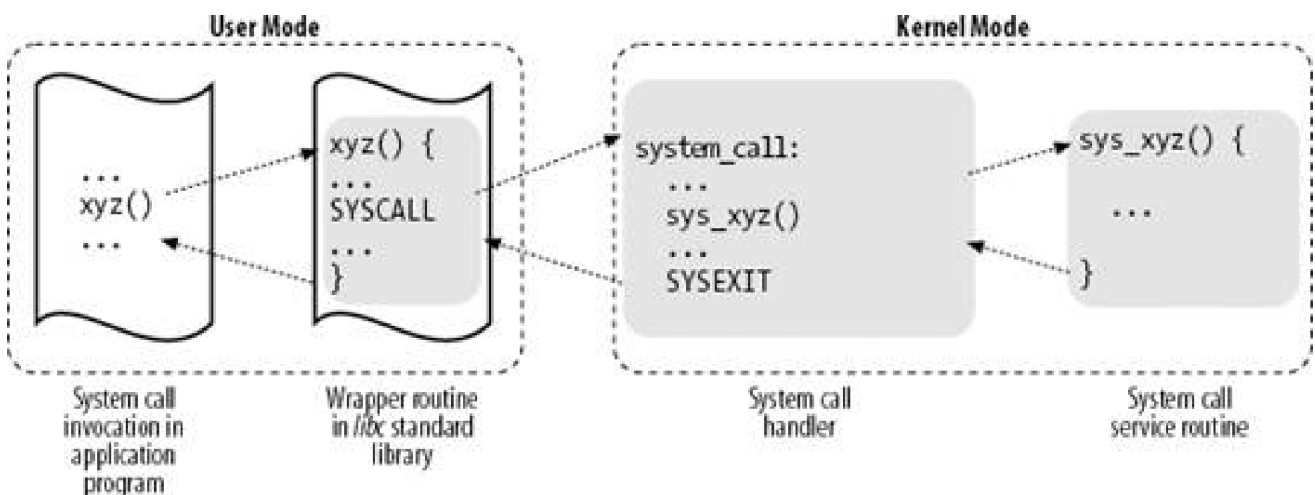 User Mode
Kernel Mode
...
xyz()
...
xyz() {
...
SYSCALL
...
}
system_call:
...
sys_xyz()
...
SYSEXIT
sys_xyz() {
...
}
System call
invocation in
application
program
Wrapper routine
in libc standard
library
System call
handler
System call
service routine